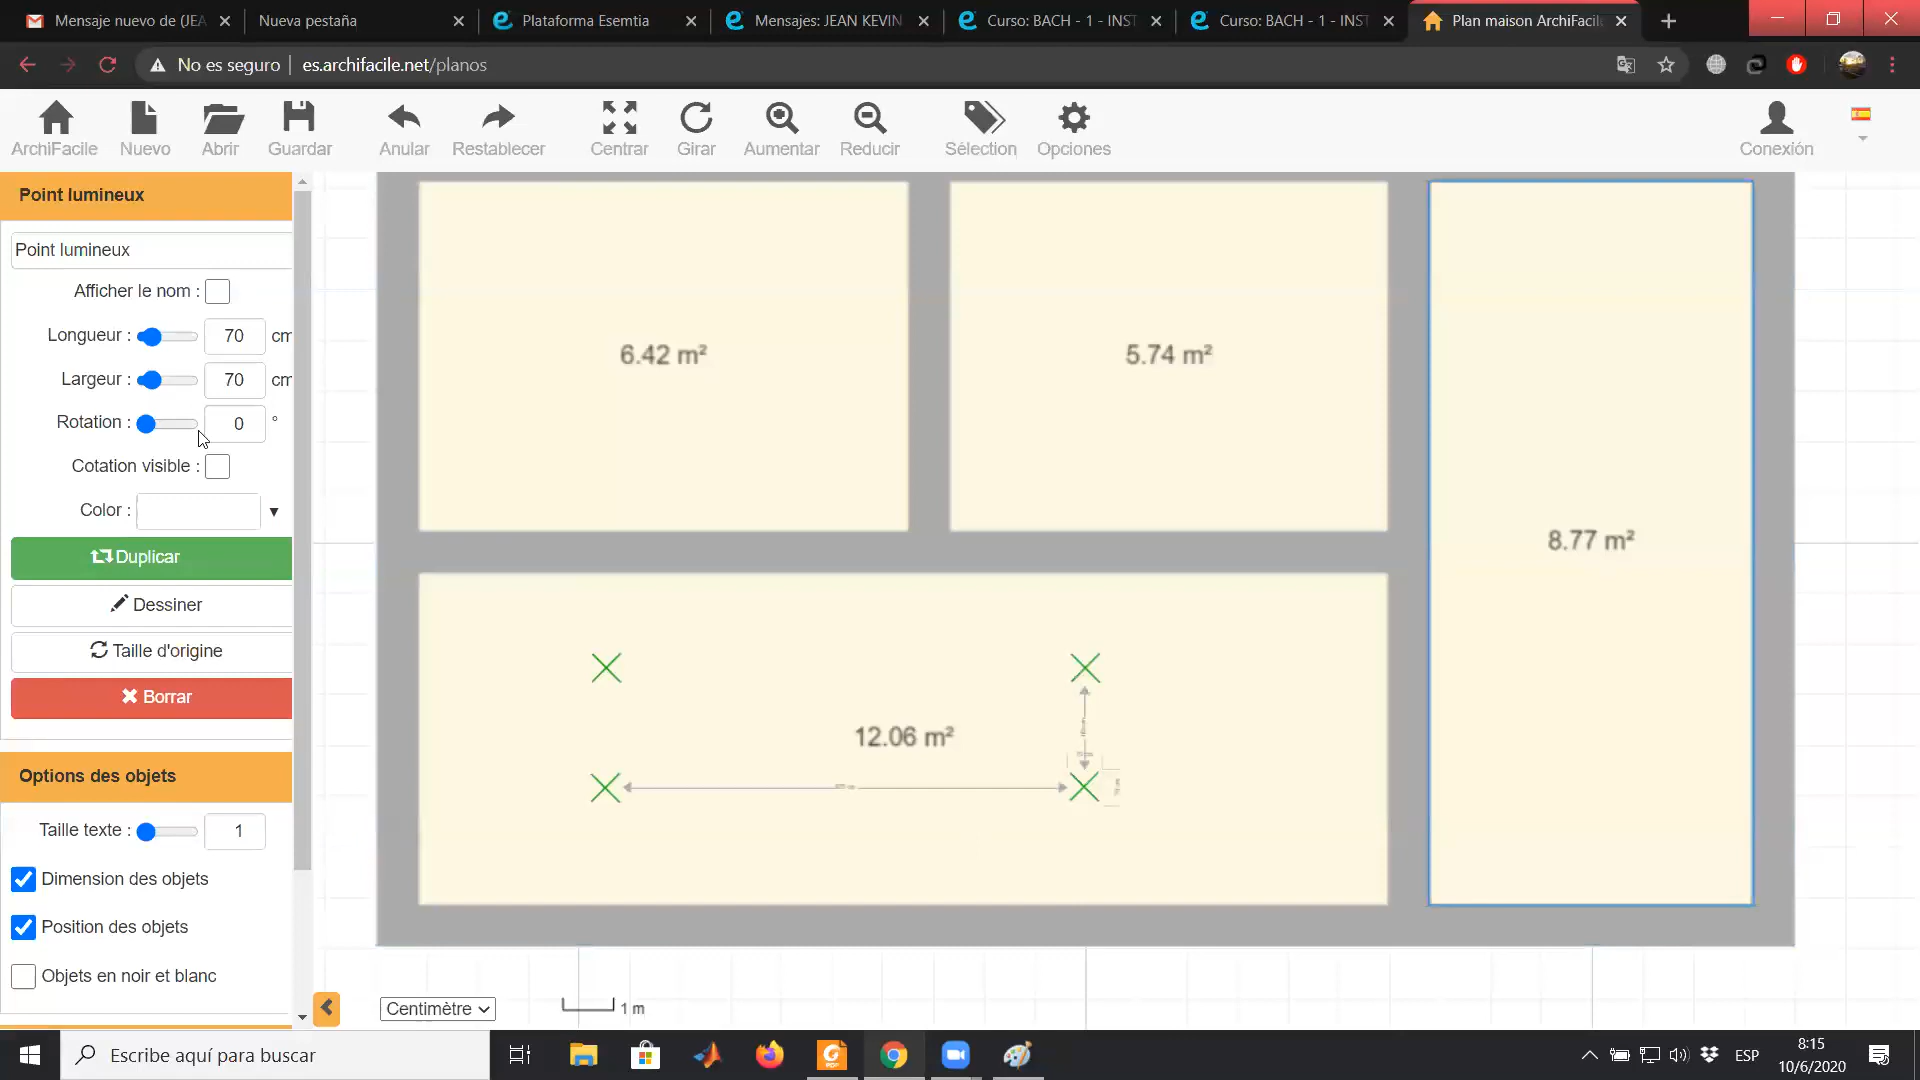 Mensaje nuevo de (JEA
Nueva pestaña
Plataforma Esemtia
Mensajes: JEAN KEVIN
Curso: BACH - 1 - INST
Curso: BACH - 1 - INST
Plan maison ArchiFacile
No es seguro
es.archifacile.net/planos
ArchiFacile
Nuevo
Abrir
Guardar
Anular
Restablecer
Centrar
Girar
Aumentar
Reducir
Sélection
Opciones
Conexión
Point lumineux
Point lumineux
Afficher le nom :
Longueur : 70 cm
Largeur : 70 cm
Rotation : 0 °
Cotation visible :
Color :
Duplicar
Dessiner
Taille d'origine
Borrar
Options des objets
Taille texte : 1
Dimension des objets
Position des objets
Objets en noir et blanc
6.42 m²
5.74 m²
8.77 m²
12.06 m²
Centimètre
1 m
Escribe aquí para buscar
ESP
8:15
10/6/2020